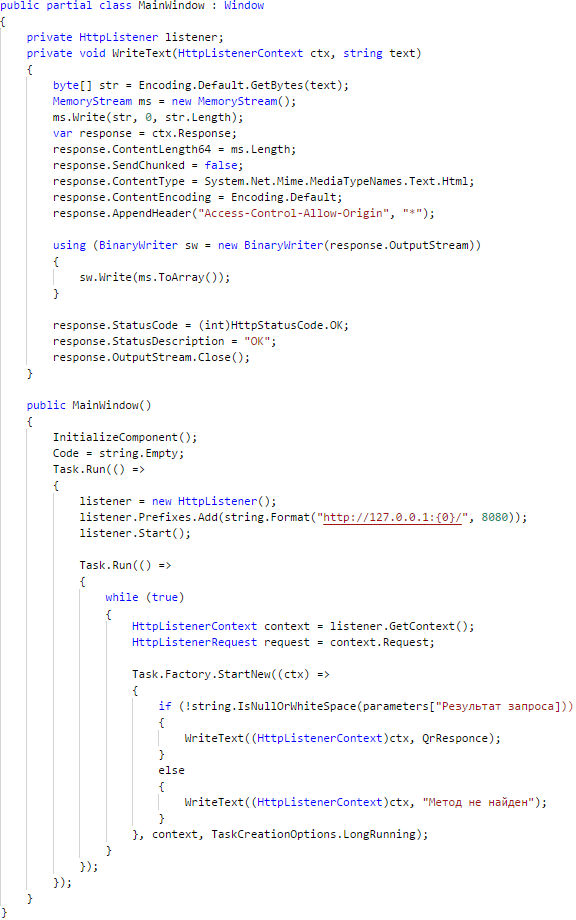 public partial class MainWindow : Window
{
private HttpListener listener;
private void WriteText(HttpListenerContext ctx, string text)
{
byte[] str = Encoding.Default.GetBytes(text);
MemoryStream ms = new MemoryStream();
ms.Write(str, 0, str.Length);
var response = ctx.Response;
response.ContentLength64 = ms.Length;
response.SendChunked = false;
response.ContentType = System.Net.Mime.MediaTypeNames.Text.Html;
response.ContentEncoding = Encoding.Default;
response.AppendHeader("Access-Control-Allow-Origin", "*");
using (BinaryWriter sw = new BinaryWriter(response.OutputStream))
{
sw.Write(ms.ToArray());
}
response.StatusCode = (int)HttpStatusCode.OK;
response.StatusDescription = "OK";
response.OutputStream.Close();
}
public MainWindow()
{
InitializeComponent();
Code = string.Empty;
Task.Run(() =>
{
listener = new HttpListener();
listener.Prefixes.Add(string.Format("http://127.0.0.1:{0}/", 8080));
listener.Start();
Task.Run(() =>
{
while (true)
{
HttpListenerContext context = listener.GetContext();
HttpListenerRequest request = context.Request;
Task.Factory.StartNew((ctx) =>
{
if (!string.IsNullOrWhiteSpace(parameters["Результат запроса]))
{
WriteText((HttpListenerContext)ctx, QrResponce);
}
else
{
WriteText((HttpListenerContext)ctx, "Метод не найден");
}
}, context, TaskCreationOptions.LongRunning);
}
});
});
}
}